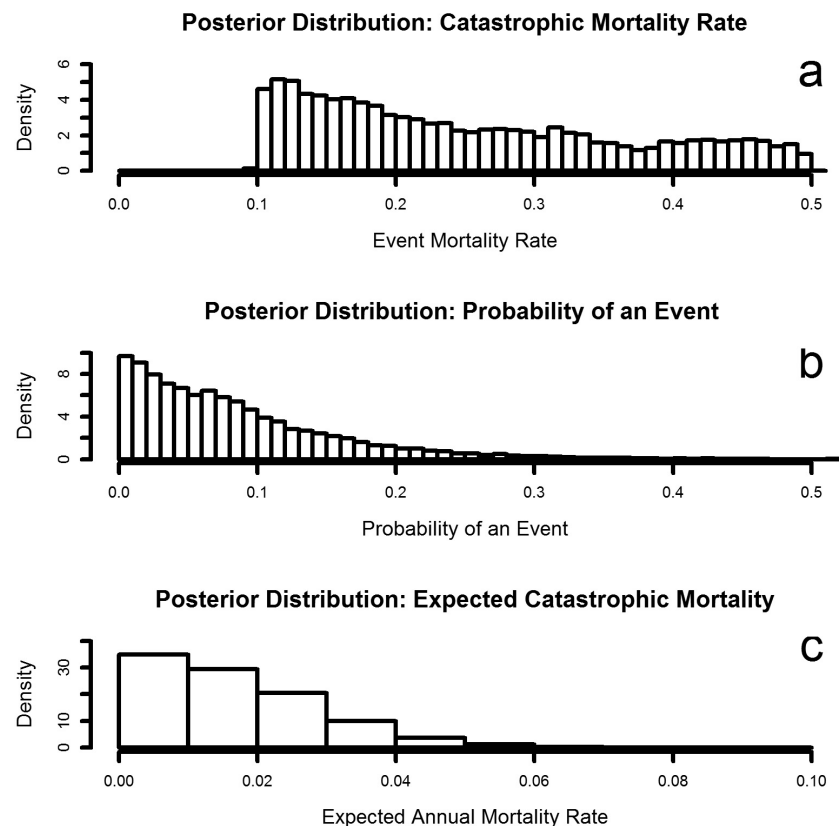 Posterior Distribution: Catastrophic Mortality Rate
a
Density
0 2 4 6
0.0 0.1 0.2 0.3 0.4 0.5
Event Mortality Rate
Posterior Distribution: Probability of an Event
b
Density
0 4 8
0.0 0.1 0.2 0.3 0.4 0.5
Probability of an Event
Posterior Distribution: Expected Catastrophic Mortality
c
Density
0 10 30
0.00 0.02 0.04 0.06 0.08 0.10
Expected Annual Mortality Rate